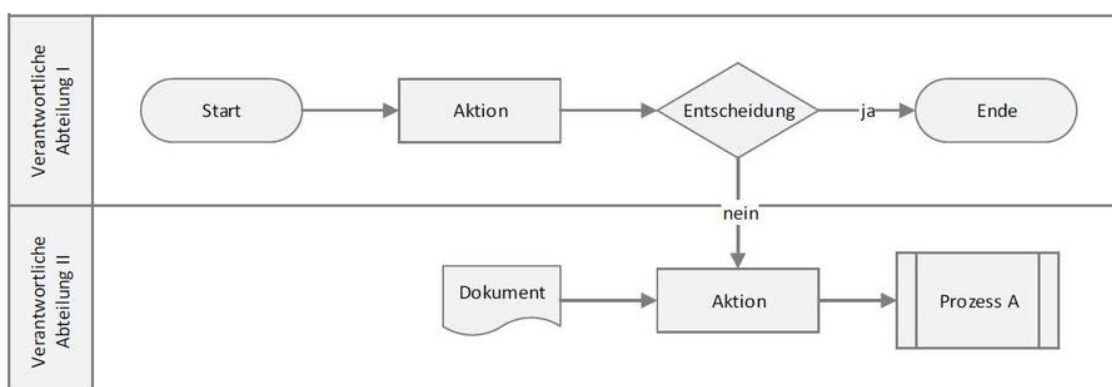 Verantwortliche
Abteilung I
Start
Aktion
Entscheidung
ja
Ende
nein
Verantwortliche
Abteilung II
Dokument
Aktion
Prozess A